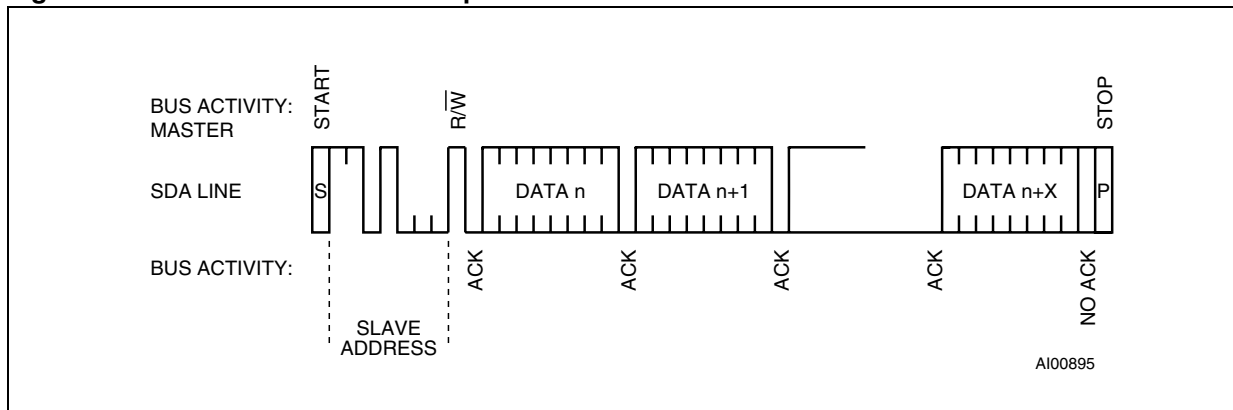 BUS ACTIVITY:
MASTER
START
R/W
STOP
SDA LINE
S
DATA n
DATA n+1
DATA n+X
P
BUS ACTIVITY:
ACK
ACK
ACK
ACK
NO ACK
SLAVE
ADDRESS
AI00895